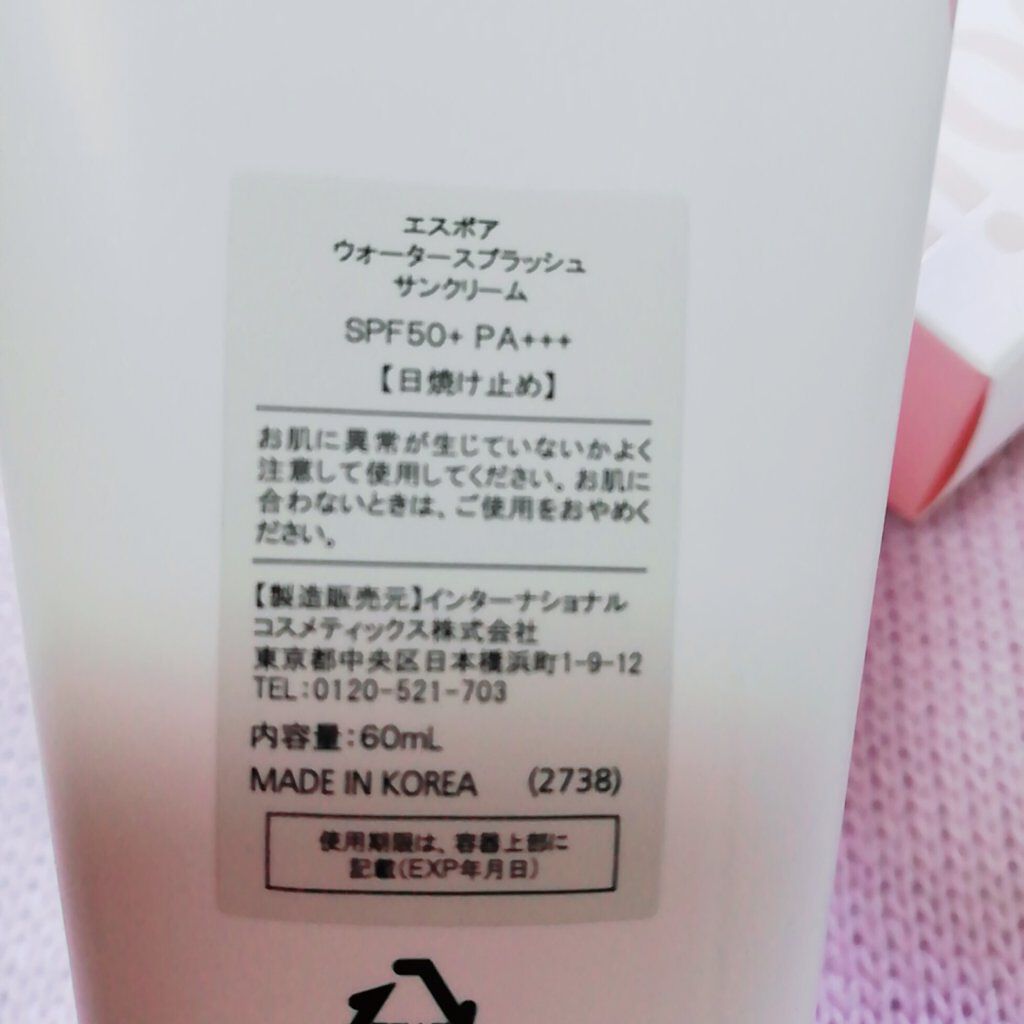 エスポア
ウォータースプラッシュ
サンクリーム
SPF50+ PA+++
【日焼け止め】
お肌に異常が生じていないかよく
注意して使用してください。お肌に
合わないときは、ご使用をおやめく
ださい。
【製造販売元】インターナショナル
コスメティックス株式会社
東京都中央区日本橋浜町1-9-12
TEL:0120-521-703
内容量:60mL
MADE IN KOREA (2738)
使用期限は、容器上部に
記載(EXP年月日)